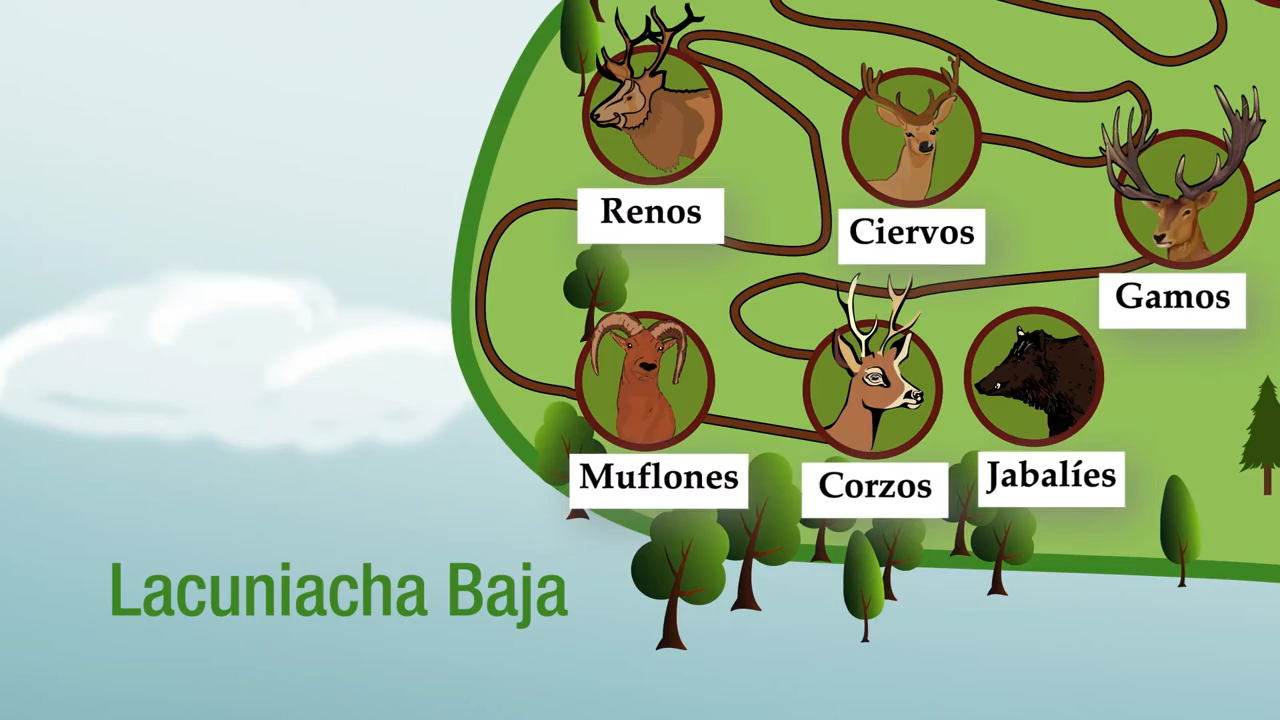 Renos
Ciervos
Gamos
Muflones
Corzos
Jabalíes
Lacuniacha Baja